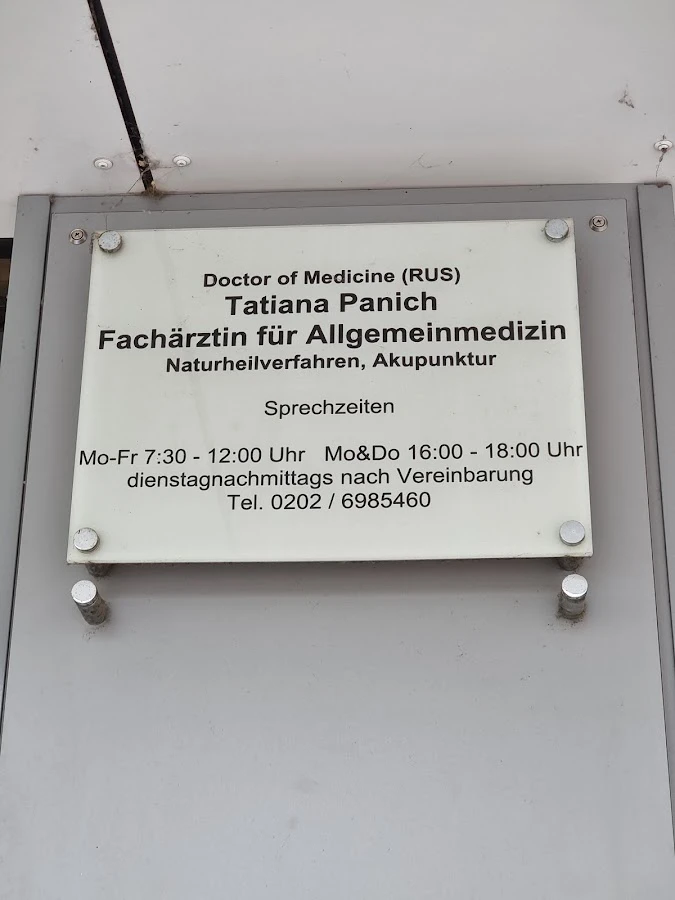 Doctor of Medicine (RUS)
Tatiana Panich
Fachärztin für Allgemeinmedizin
Naturheilverfahren, Akupunktur
Sprechzeiten
Mo-Fr 7:30 - 12:00 Uhr Mo&Do 16:00 - 18:00 Uhr
dienstagnachmittags nach Vereinbarung
Tel. 0202 / 6985460